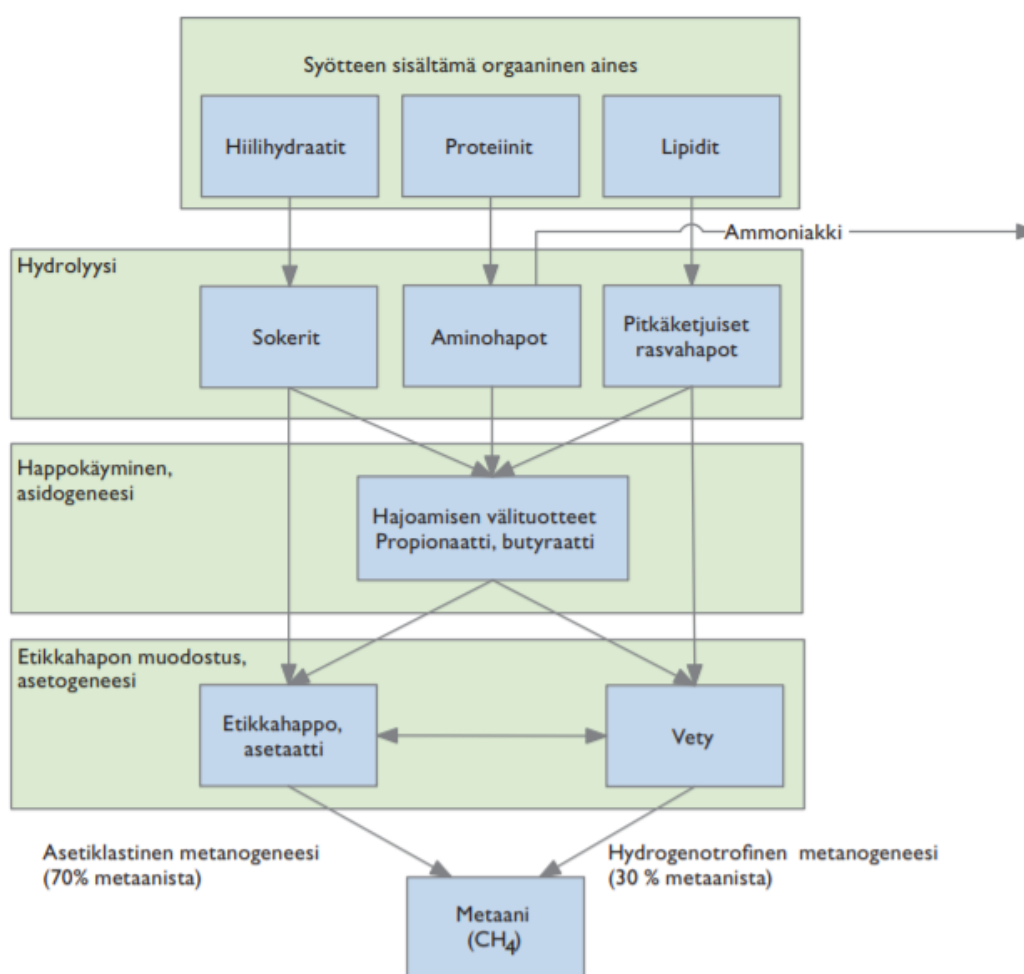 Syötteen sisältämä orgaaninen aines
Hiilihydraatit
Proteiinit
Lipidit
Ammoniakki
Hydrolyysi
Sokerit
Aminohapot
Pitkäketjuiset
rasvahapot
Happokäyminen,
asidogeneesi
Hajoamisen välituotteet
Propionaatti, butyraatti
Etikkahapon muodostus,
asetogeneesi
Etikkahappo,
asetaatti
Vety
Asetiklastinen metanogeneesi
(70% metaanista)
Hydrogenotrofinen metanogeneesi
(30 % metaanista)
Metaani
(CH4)